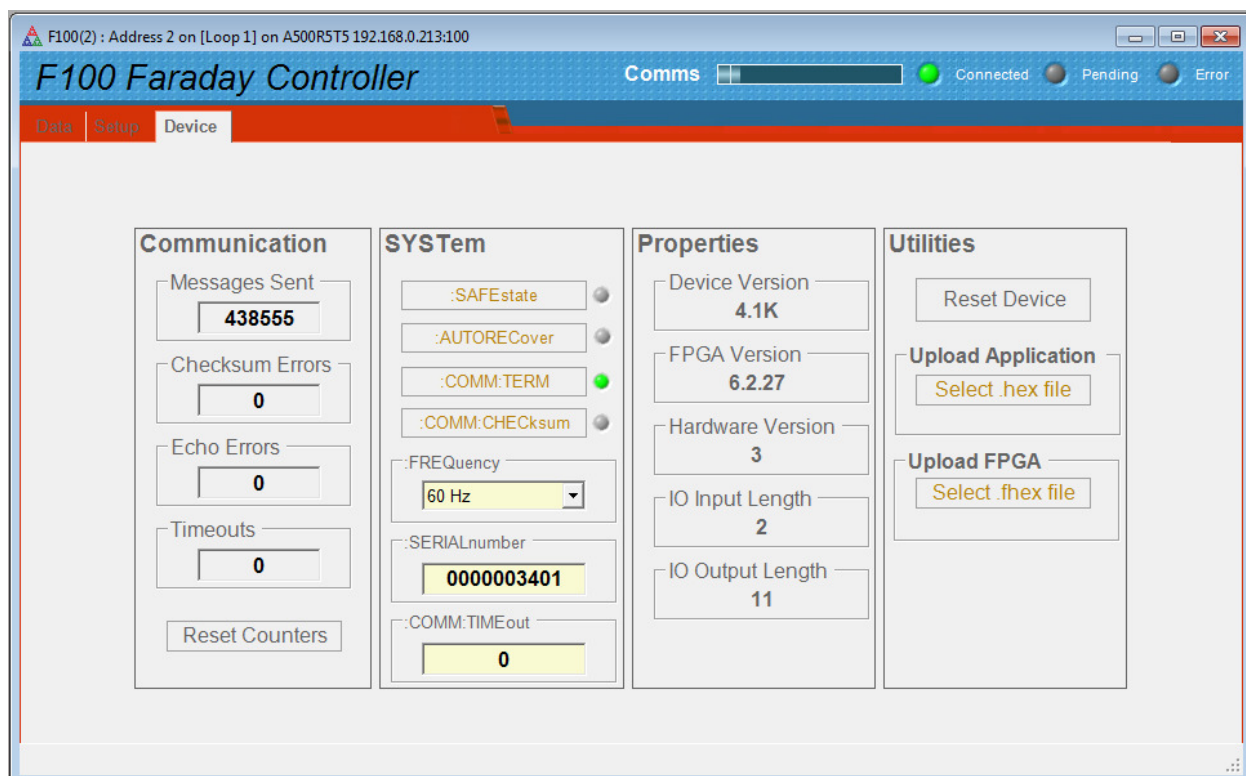 F100(2) : Address 2 on [Loop 1] on A500R5T5 192.168.0.213:100
F100 Faraday Controller
Comms
Connected
Pending
Error
Data
Setup
Device
Communication
Messages Sent
438555
Checksum Errors
0
Echo Errors
0
Timeouts
0
Reset Counters
SYSTem
:SAFEstate
:AUTORECover
:COMM:TERM
:COMM:CHECksum
:FREQuency
60 Hz
:SERIALnumber
0000003401
:COMM:TIMEout
0
Properties
Device Version
4.1K
FPGA Version
6.2.27
Hardware Version
3
IO Input Length
2
IO Output Length
11
Utilities
Reset Device
Upload Application
Select .hex file
Upload FPGA
Select .fhex file